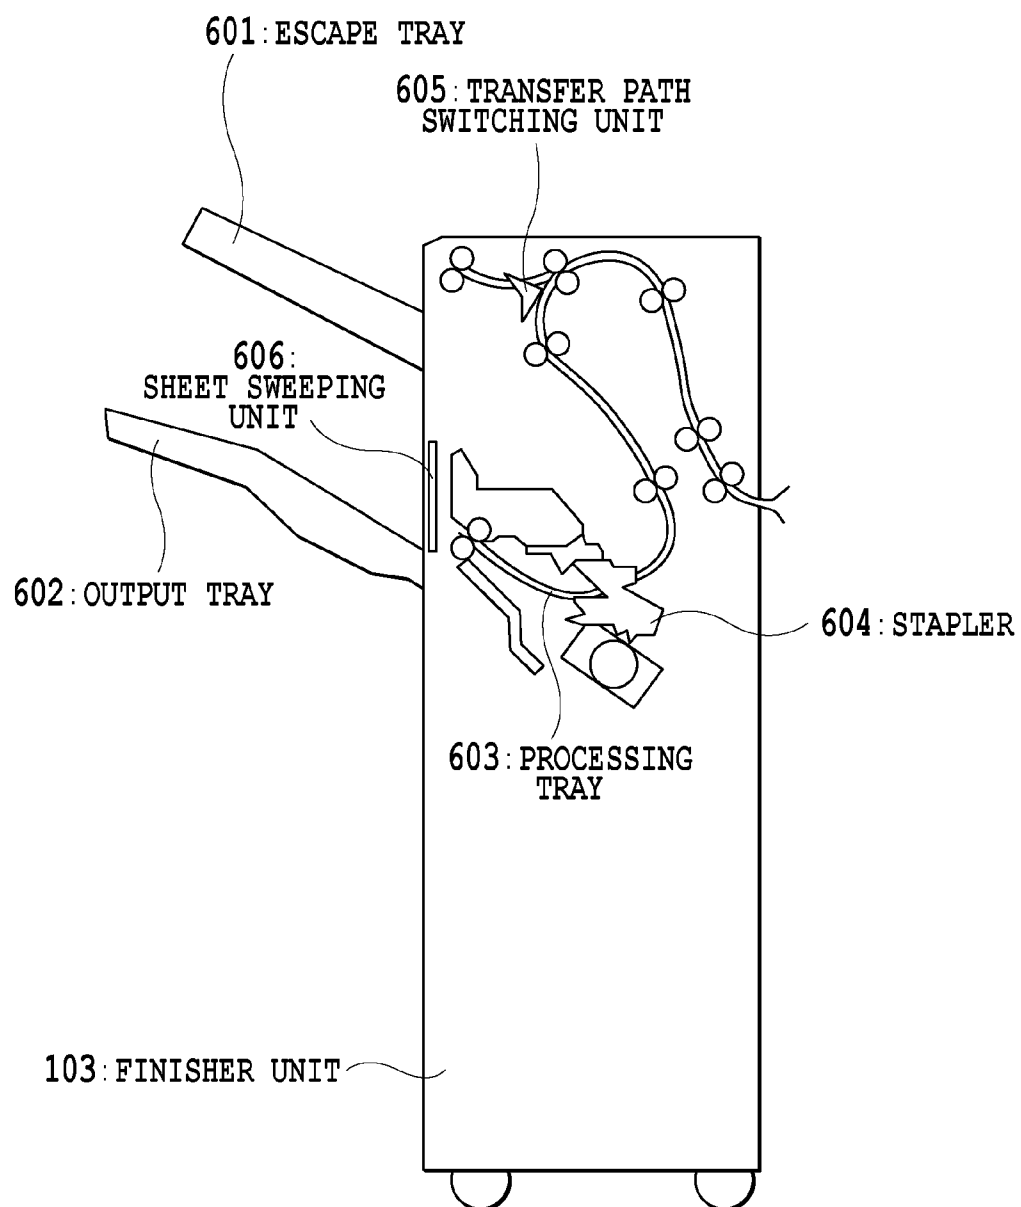 601:ESCAPE TRAY
605:TRANSFER PATH
SWITCHING UNIT
606:
SHEET SWEEPING
UNIT
602:OUTPUT TRAY
604:STAPLER
603:PROCESSING
TRAY
103:FINISHER UNIT